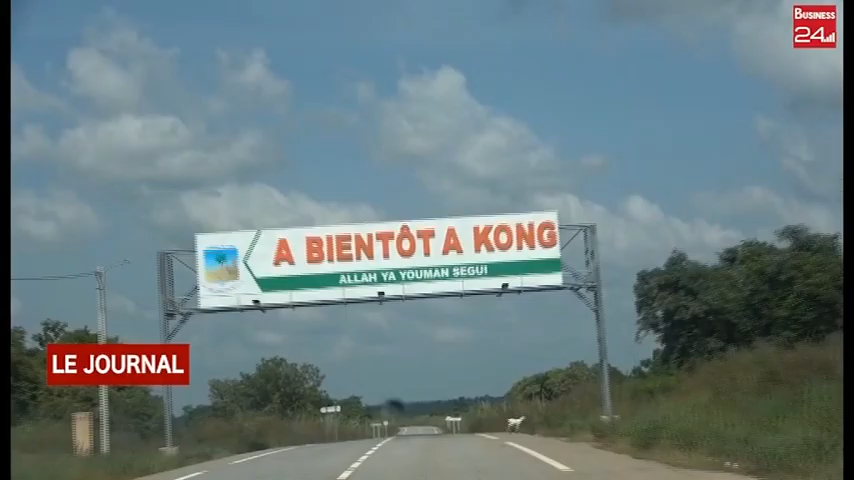 BUSINESS
24
A BIENTÔT A KONG
ALLAH YA YOUMAN SEGUI
LE JOURNAL